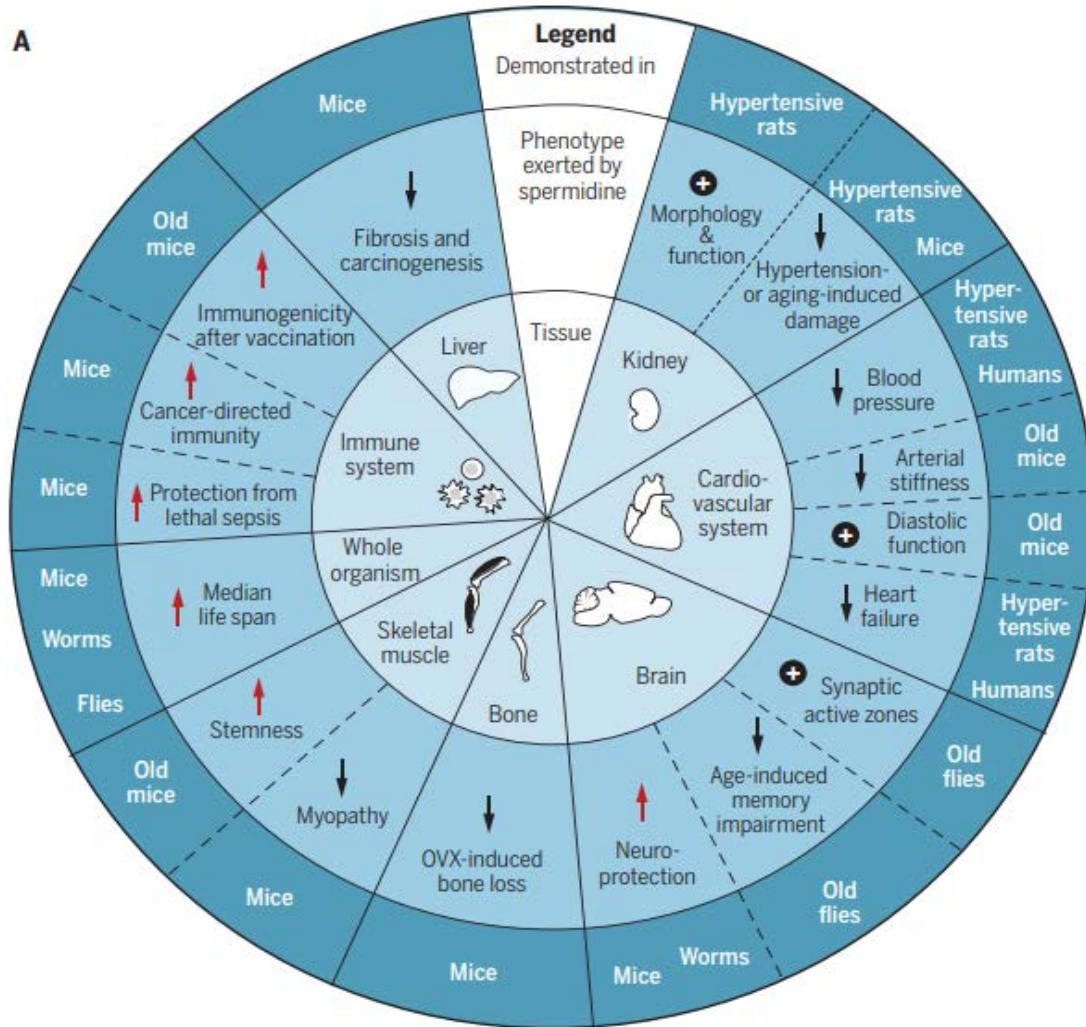 A
Legend
Demonstrated in
Phenotype
exerted by
spermidine
Tissue
Hypertensive
rats
Morphology
&
function
Kidney
Hypertensive
rats
Mice
Hypertension-
or aging-induced
damage
Hyper-
tensive
rats
Humans
Blood
pressure
Cardio-
vascular
system
Old
mice
Arterial
stiffness
Old
mice
Diastolic
function
Hyper-
tensive
rats
Humans
Heart
failure
Old
flies
Synaptic
active zones
Brain
Old
flies
Age-induced
memory
impairment
Worms
Mice
Neuro-
protection
Mice
OVX-induced
bone loss
Bone
Mice
Myopathy
Skeletal
muscle
Old
mice
Stemness
Mice
Worms
Flies
Median
life span
Whole
organism
Mice
Protection from
lethal sepsis
Immune
system
Mice
Cancer-directed
immunity
Old
mice
Immunogenicity
after vaccination
Mice
Fibrosis and
carcinogenesis
Liver